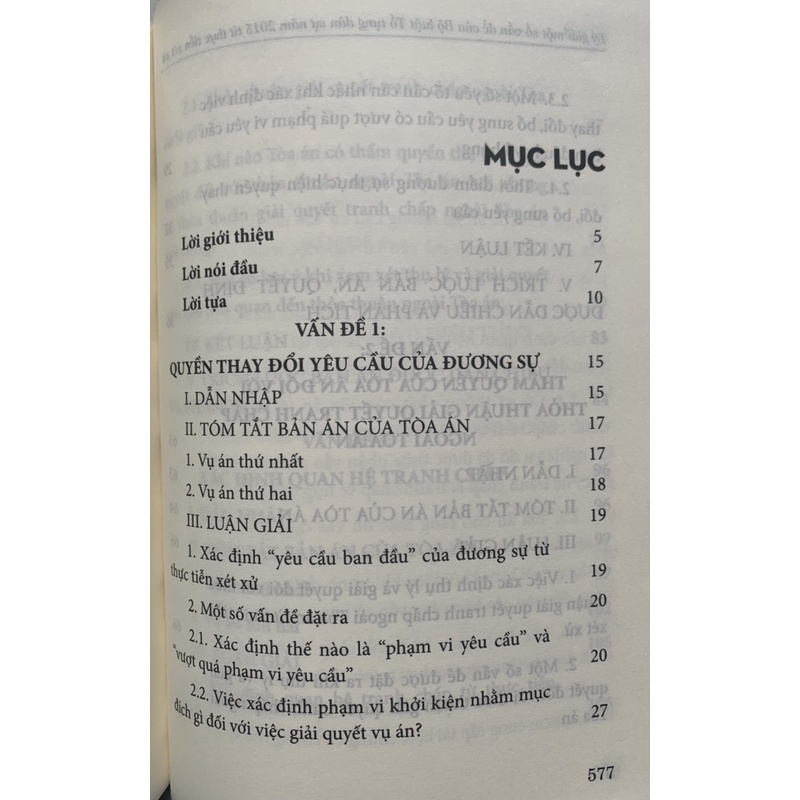 MỤC LỤC
Lời giới thiệu 5
Lời nói đầu 7
Lời tựa 10
VẤN ĐỀ 1:
QUYỀN THAY ĐỔI YÊU CẦU CỦA ĐƯƠNG SỰ 15
I. DẪN NHẬP 15
II. TÓM TẮT BẢN ÁN CỦA TÒA ÁN 17
1. Vụ án thứ nhất 17
2. Vụ án thứ hai 18
III. LUẬN GIẢI 19
1. Xác định “yêu cầu ban đầu” của đương sự từ
thực tiễn xét xử 19
2. Một số vấn đề đặt ra 20
2.1. Xác định thế nào là “phạm vi yêu cầu” và
“vượt quá phạm vi yêu cầu” 20
2.2. Việc xác định phạm vi khởi kiện nhằm mục
đích gì đối với việc giải quyết vụ án? 27
577